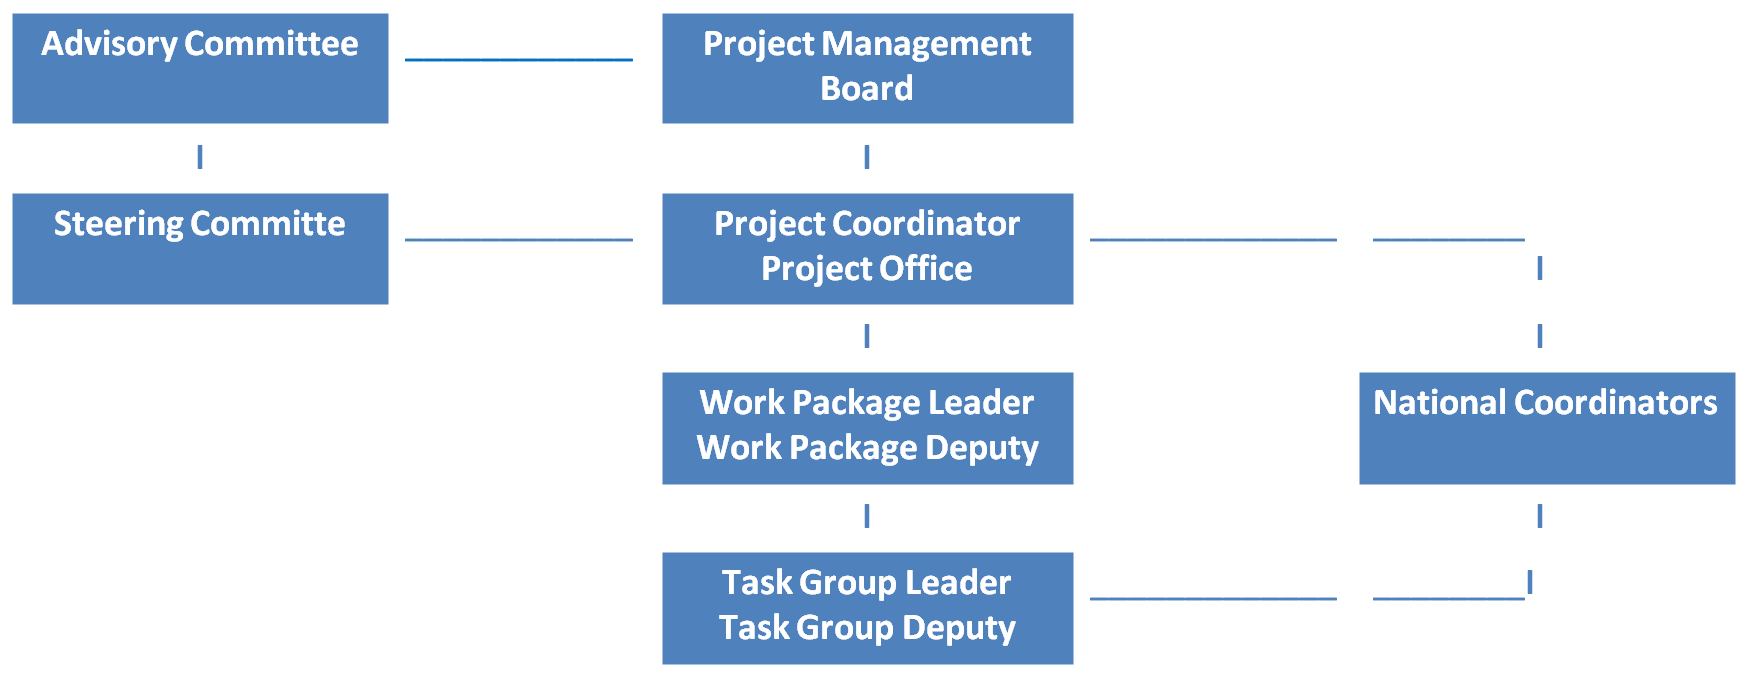 Advisory Committee
Project Management
Board
Steering Committe
Project Coordinator
Project Office
Work Package Leader
Work Package Deputy
National Coordinators
Task Group Leader
Task Group Deputy